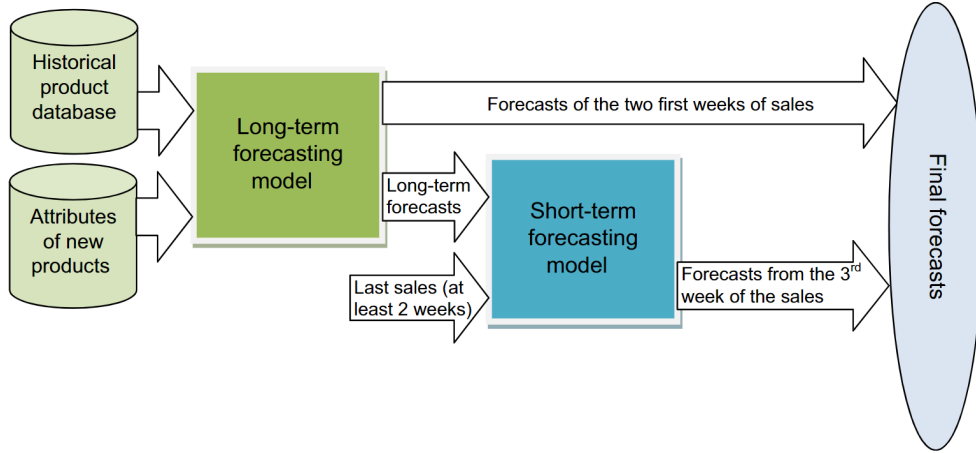 Historical
product
database
Attributes
of new
products
Long-term
forecasting
model
Forecasts of the two first weeks of sales
Long-term
forecasts
Last sales (at
least 2 weeks)
Short-term
forecasting
model
Forecasts from the 3rd
week of the sales
Final forecasts